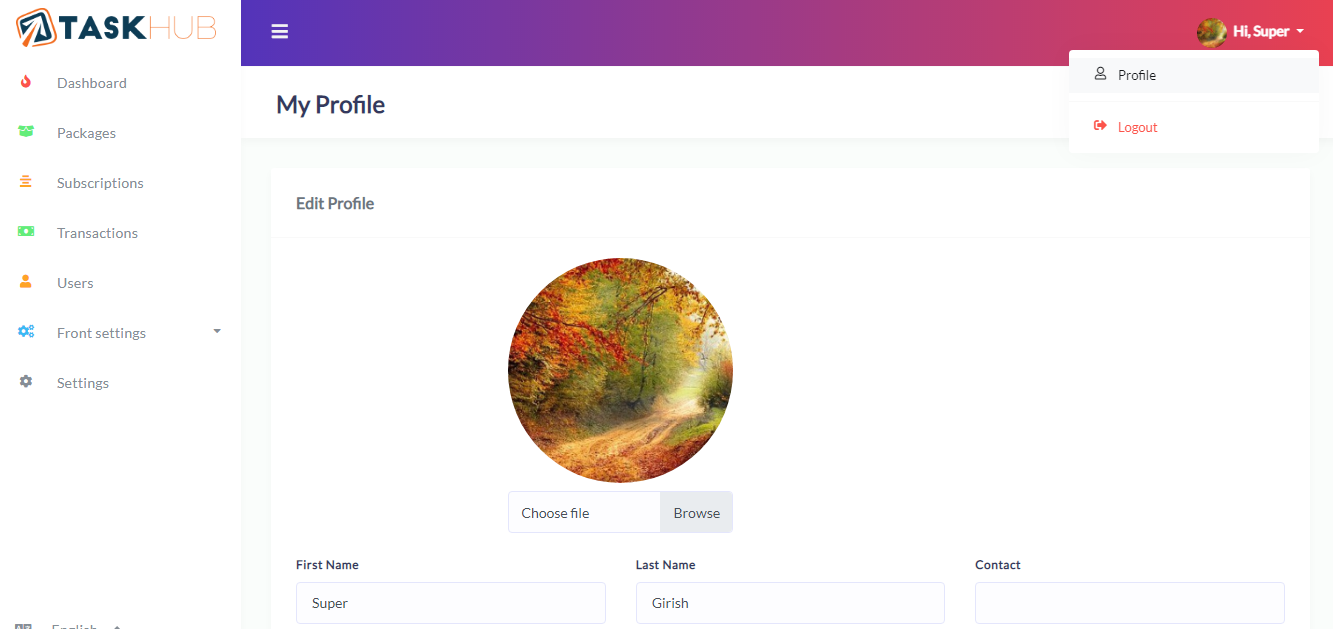 TASKHUB
Hi, Super
Profile
Logout
Dashboard
Packages
Subscriptions
Transactions
Users
Front settings
Settings
English
My Profile
Edit Profile
Choose file
Browse
First Name
Last Name
Contact
Super
Girish